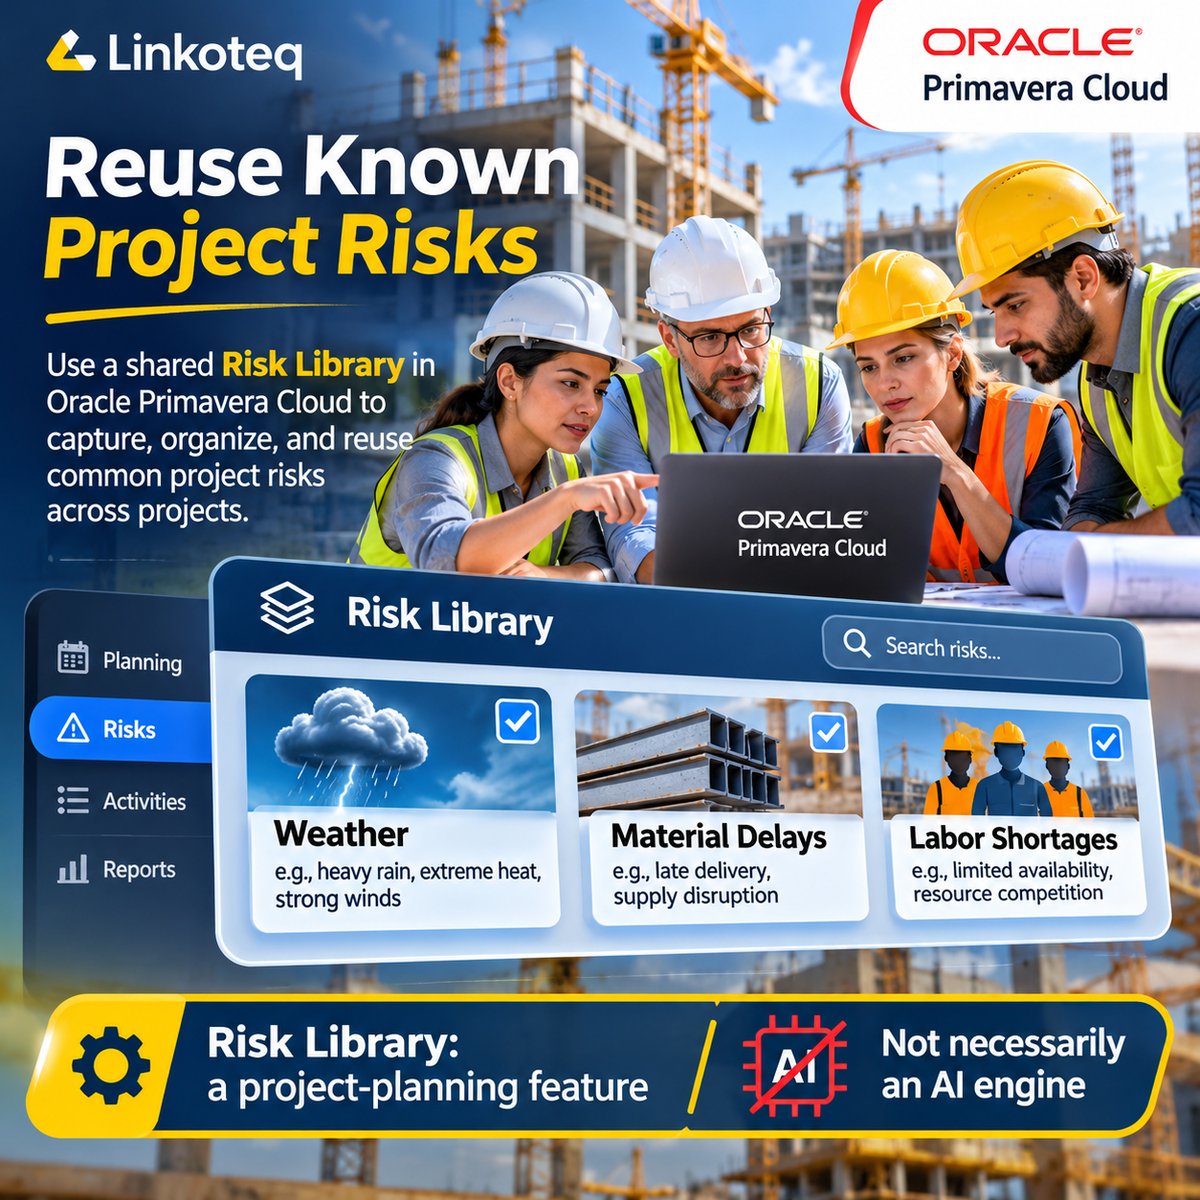 Linkoteq
ORACLE®
Primavera Cloud
Reuse Known
Project Risks
Use a shared Risk Library in
Oracle Primavera Cloud to
capture, organize, and reuse
common project risks
across projects.
ORACLE®
Primavera Cloud
Planning
Risks
Activities
Reports
Risk Library
Search risks...
Weather
e.g., heavy rain, extreme heat,
strong winds
Material Delays
e.g., late delivery,
supply disruption
Labor Shortages
e.g., limited availability,
resource competition
Risk Library:
a project-planning feature
AI
Not necessarily
an AI engine